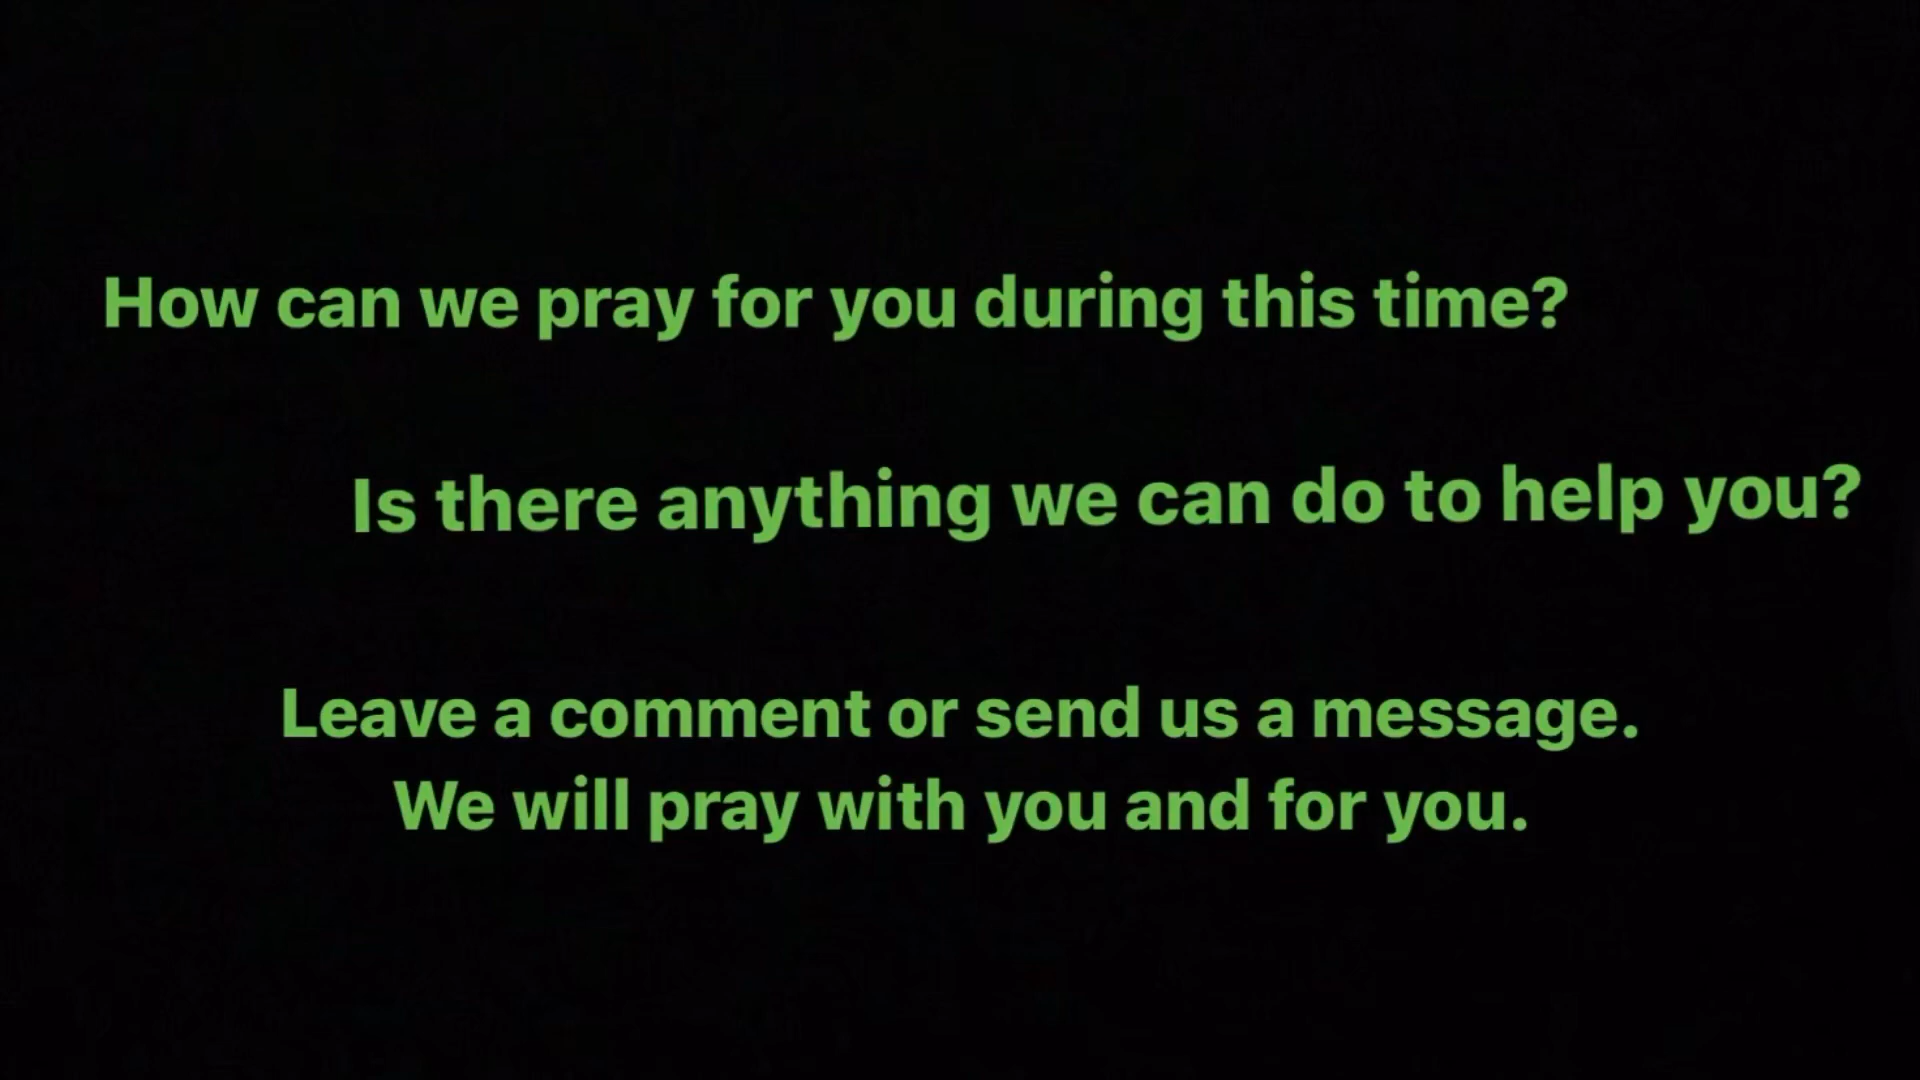 How can we pray for you during this time?
Is there anything we can do to help you?
Leave a comment or send us a message.
We will pray with you and for you.